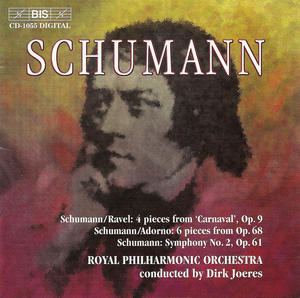 BIS
CD-1055 DIGITAL
SCHUMANN
Schumann/Ravel: 4 pieces from 'Carnaval', Op. 9
Schumann/Adorno: 6 pieces from Op. 68
Schumann: Symphony No. 2, Op. 61
ROYAL PHILHARMONIC ORCHESTRA
conducted by Dirk Joeres